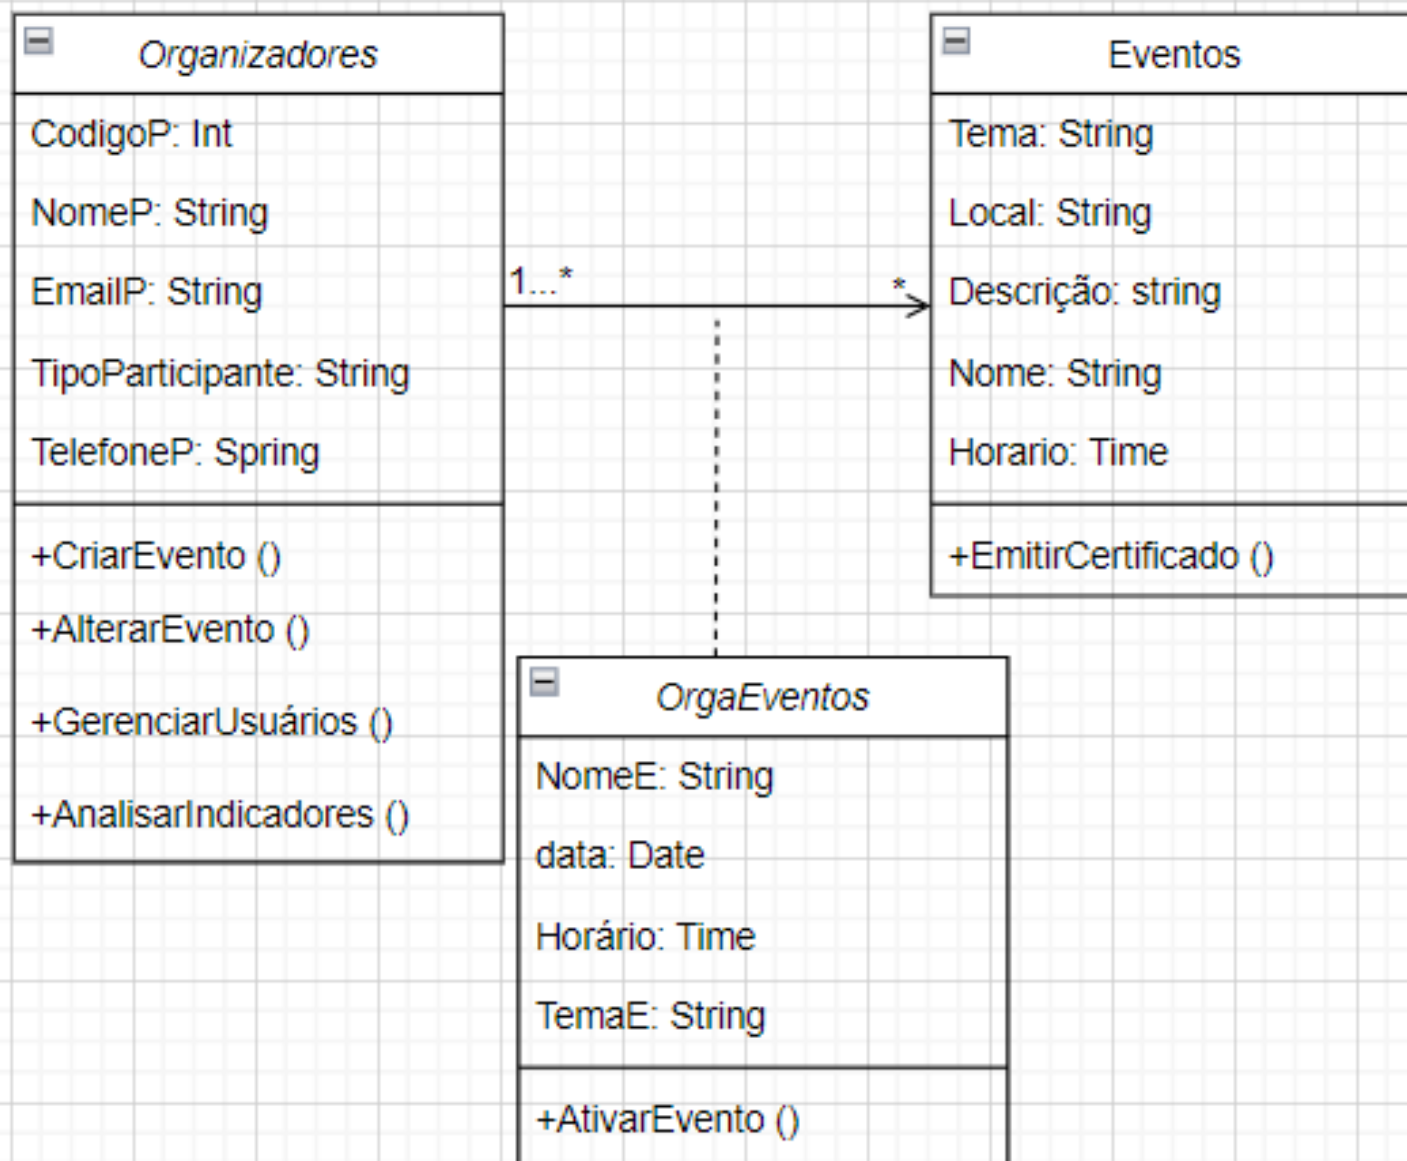 Organizadores
CodigoP: Int
NomeP: String
EmailP: String
TipoParticipante: String
TelefoneP: Spring
+CriarEvento ()
+AlterarEvento ()
+GerenciarUsuários ()
+AnalisarIndicadores ()
1...*
*
Eventos
Tema: String
Local: String
Descrição: string
Nome: String
Horario: Time
+EmitirCertificado ()
OrgaEventos
NomeE: String
data: Date
Horário: Time
TemaE: String
+AtivarEvento ()